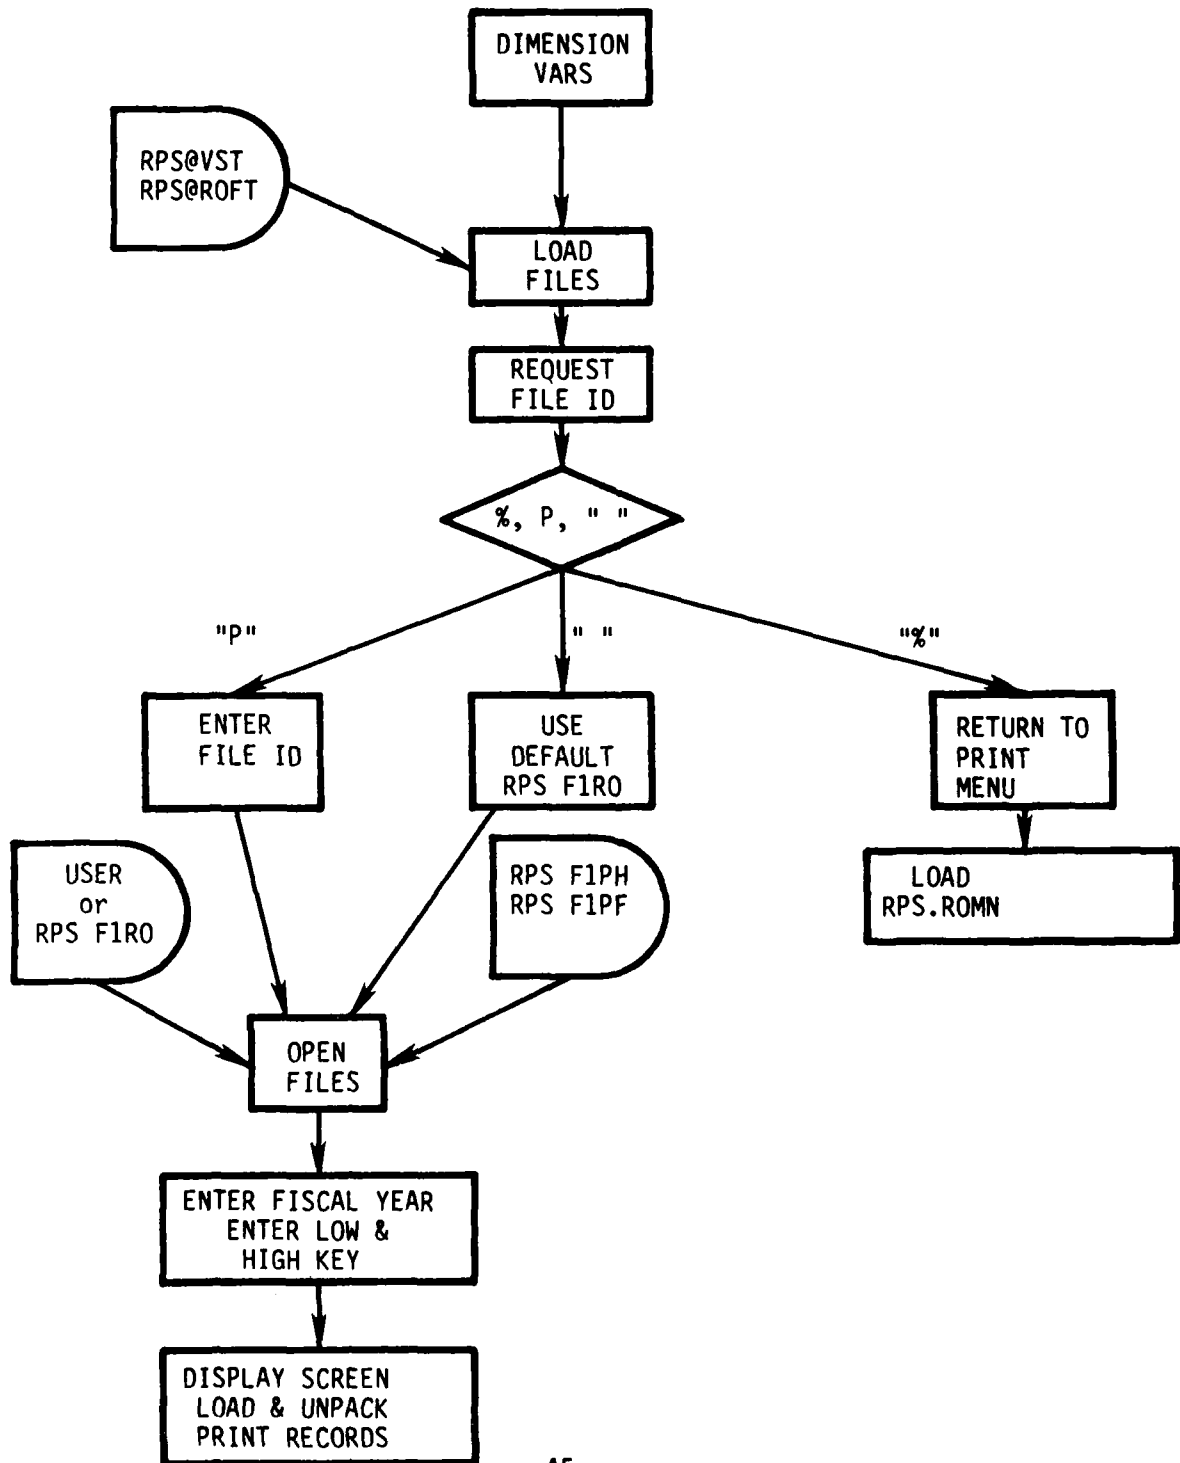 DIMENSION
VARS
RPS@VST
RPS@ROFT
LOAD
FILES
REQUEST
FILE ID
%, P, " "
"P"
" "
"%"
ENTER
FILE ID
USE
DEFAULT
RPS F1RO
RETURN TO
PRINT
MENU
USER
or
RPS F1RO
RPS F1PH
RPS F1PF
LOAD
RPS.ROMN
OPEN
FILES
ENTER FISCAL YEAR
ENTER LOW &
HIGH KEY
DISPLAY SCREEN
LOAD & UNPACK
PRINT RECORDS